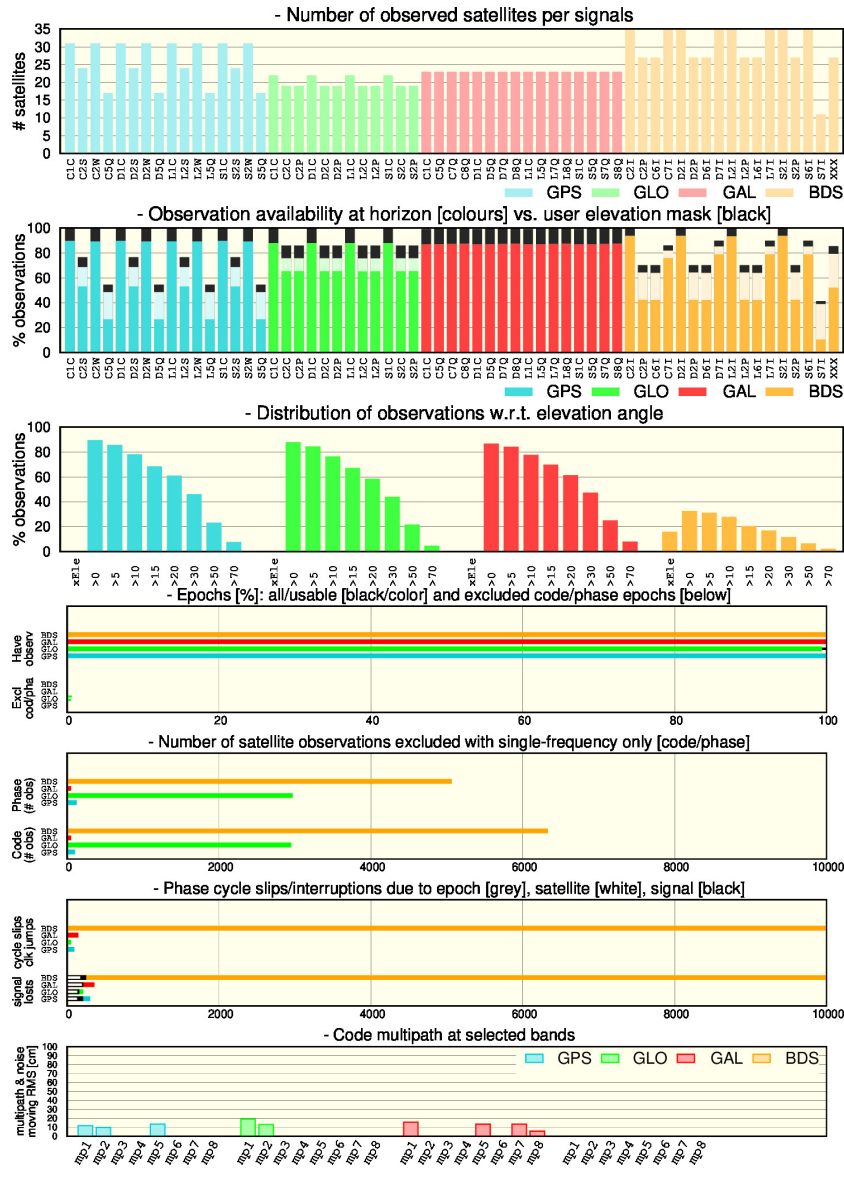 - Number of observed satellites per signals
# satellites
35
30
25
20
15
10
5
0
C1C C2S C2W C5Q D1C D2S D2W D5Q L1C L2S L2W L5Q S1C S2S S2W S5Q C1C C2C C2P D1C D2C D2P L1C L2C L2P S1C S2C S2P C1C C5Q C7Q C8Q D1C D5Q D7Q D8Q L1C L5Q L7Q L8Q S1C S5Q S7Q S8Q C2I C2P C6I C7I D2I D2P D6I D7I L2I L2P L6I L7I S2I S2P S6I S7I XXX
GPS GLO GAL BDS
- Observation availability at horizon [colours] vs. user elevation mask [black]
% observations
100
80
60
40
20
0
C1C C2S C2W C5Q D1C D2S D2W D5Q L1C L2S L2W L5Q S1C S2S S2W S5Q C1C C2C C2P D1C D2C D2P L1C L2C L2P S1C S2C S2P C1C C5Q C7Q C8Q D1C D5Q D7Q D8Q L1C L5Q L7Q L8Q S1C S5Q S7Q S8Q C2I C2P C6I C7I D2I D2P D6I D7I L2I L2P L6I L7I S2I S2P S6I S7I XXX
GPS GLO GAL BDS
- Distribution of observations w.r.t. elevation angle
% observations
100
80
60
40
20
0
xEle >0 >5 >10 >15 >20 >30 >50 >70 xEle >0 >5 >10 >15 >20 >30 >50 >70 xEle >0 >5 >10 >15 >20 >30 >50 >70 xEle >0 >5 >10 >15 >20 >30 >50 >70
- Epochs [%]: all/usable [black/color] and excluded code/phase epochs [below]
Have
observ
BDS
GAL
GLO
GPS
Excl
cod/pha
BDS
GAL
GLO
GPS
0 20 40 60 80 100
- Number of satellite observations excluded with single-frequency only [code/phase]
Phase
(# obs)
BDS
GAL
GLO
GPS
Code
(# obs)
BDS
GAL
GLO
GPS
0 2000 4000 6000 8000 10000
- Phase cycle slips/interruptions due to epoch [grey], satellite [white], signal [black]
cycle slips
clk jumps
BDS
GAL
GLO
GPS
signal
losts
BDS
GAL
GLO
GPS
0 2000 4000 6000 8000 10000
- Code multipath at selected bands
multipath & noise
moving RMS [cm]
100
90
80
70
60
50
40
30
20
10
0
GPS GLO GAL BDS
mp1 mp2 mp3 mp4 mp5 mp6 mp7 mp8 mp1 mp2 mp3 mp4 mp5 mp6 mp7 mp8 mp1 mp2 mp3 mp4 mp5 mp6 mp7 mp8 mp1 mp2 mp3 mp4 mp5 mp6 mp7 mp8